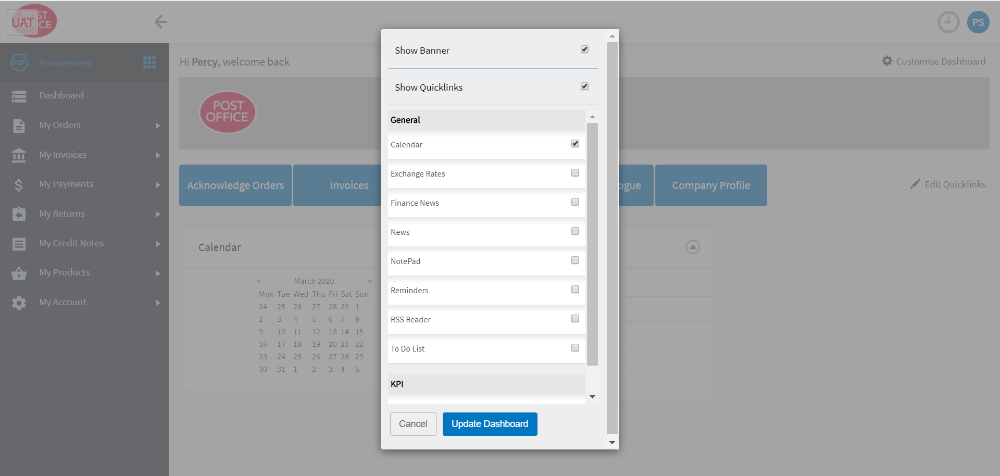 POST
OFFICE
UAT
PS
P2P
Procurement
Dashboard
My Orders
My Invoices
My Payments
My Returns
My Credit Notes
My Products
My Account
Hi Percy, welcome back
Customise Dashboard
POST
OFFICE
Acknowledge Orders
Invoices
ogue
Company Profile
Edit Quicklinks
Calendar
« March 2020 »
Mon Tue Wed Thu Fri Sat Sun
24 25 26 27 28 29 1
2 3 4 5 6 7 8
9 10 11 12 13 14 15
16 17 18 19 20 21 22
23 24 25 26 27 28 29
30 31 1 2 3 4 5
Show Banner
Show Quicklinks
General
Calendar
Exchange Rates
Finance News
News
NotePad
Reminders
RSS Reader
To Do List
KPI
Cancel
Update Dashboard